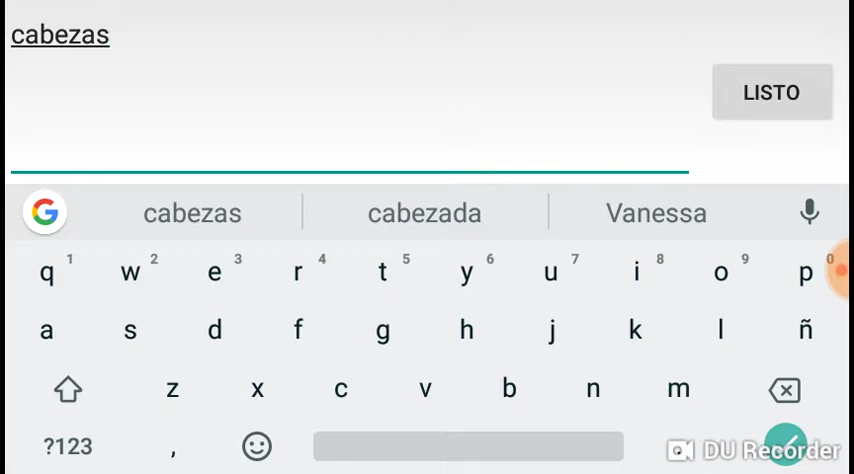 cabezas
LISTO
G cabezas cabezada Vanessa
q 1 w 2 e 3 r 4 t 5 y 6 u 7 i 8 o 9 p 0
a s d f g h j k l ñ
z x c v b n m
?123 , . DU Recorder